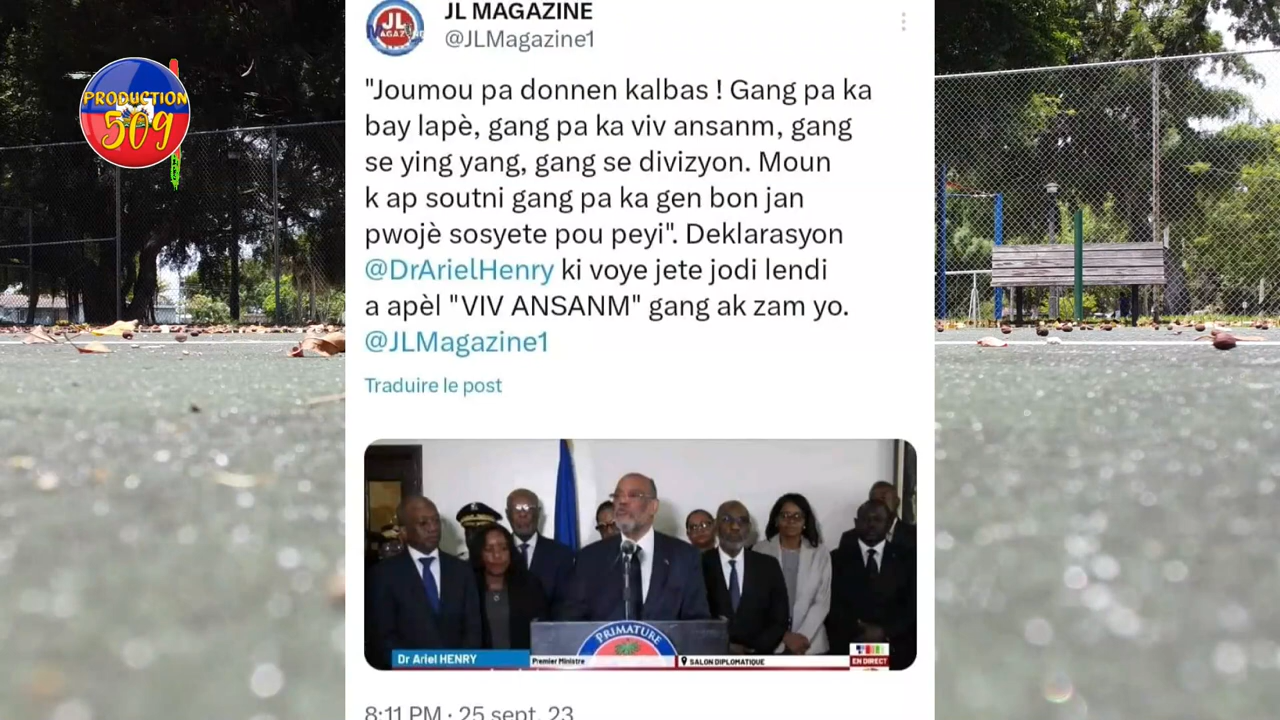 PRODUCTION
509
JL
MAGAZINE
JL MAGAZINE
@JLMagazine1
"Joumou pa donnen kalbas ! Gang pa ka
bay lapè, gang pa ka viv ansanm, gang
se ying yang, gang se divizyon. Moun
k ap soutni gang pa ka gen bon jan
pwojè sosyete pou peyi". Deklarasyon
@DrArielHenry ki voye jete jodi lendi
a apèl "VIV ANSANM" gang ak zam yo.
@JLMagazine1
Traduire le post
PRIMATURE
Dr Ariel HENRY
Premier Ministre
SALON DIPLOMATIQUE
EN DIRECT
8:11 PM · 25 sept. 23